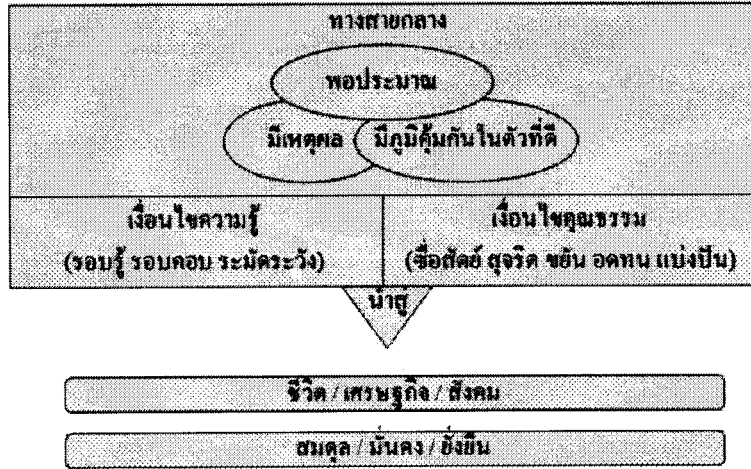 ทางสายกลาง
พอประมาณ
มีเหตุผล มีภูมิคุ้มกันในตัวที่ดี
เงื่อนไขความรู้
(รอบรู้ รอบคอบ ระมัดระวัง)
เงื่อนไขคุณธรรม
(ซื่อสัตย์ สุจริต ขยัน อดทน แบ่งปัน)
นำสู่
ชีวิต / เศรษฐกิจ / สังคม
สมดุล / มั่นคง / ยั่งยืน